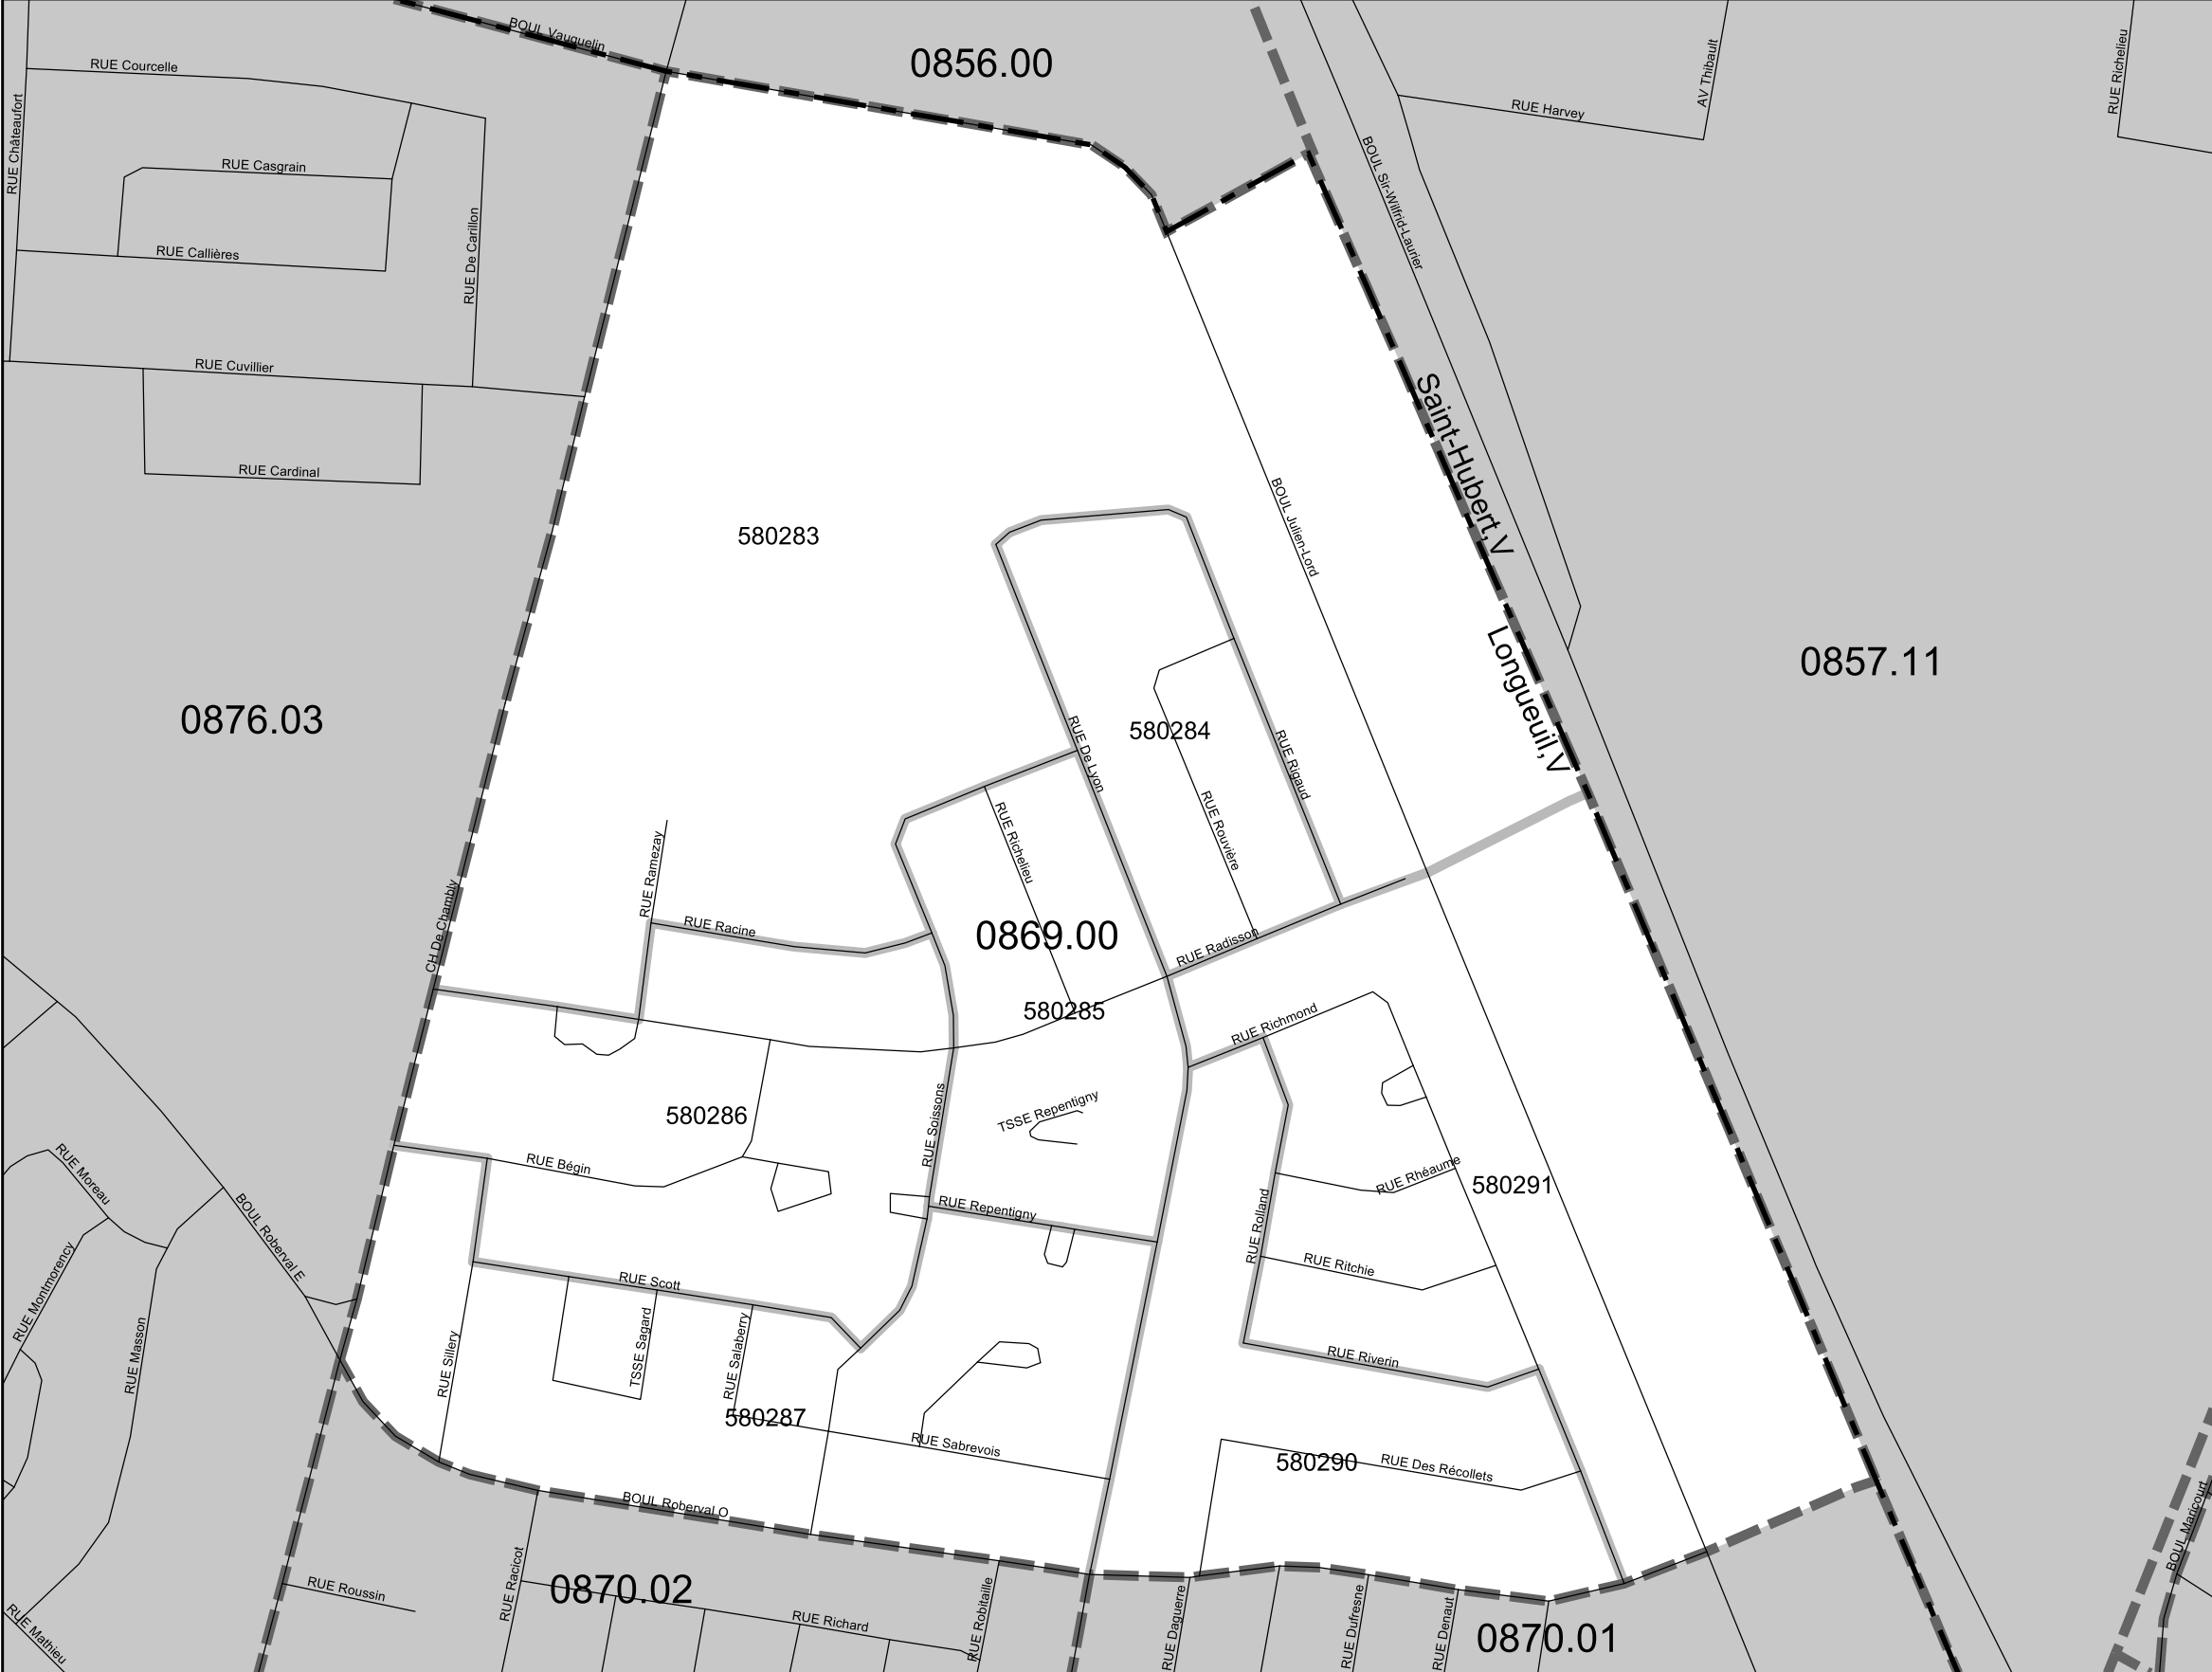 BOUL Vauquelin
0856.00
RUE Courcelle
RUE Châteaufort
RUE Casgrain
RUE Callières
RUE De Carillon
RUE Cuvillier
RUE Cardinal
RUE Harvey
AV Thibault
RUE Richelieu
BOUL Sir-Wilfrid-Laurier
Saint-Hubert,V
Longueuil,V
BOUL Julien-Lord
580283
0876.03
0857.11
580284
RUE De Lyon
RUE Rigaud
RUE Rouvière
RUE Richelieu
RUE Ramezay
RUE Racine
CH De Chambly
0869.00
RUE Radisson
580285
RUE Richmond
580286
RUE Soissons
TSSE Repentigny
RUE Bégin
RUE Repentigny
RUE Rhéaume
580291
RUE Rolland
RUE Ritchie
RUE Moreau
BOUL Roberval E
RUE Montmorency
RUE Masson
RUE Scott
RUE Sillery
TSSE Sagard
RUE Salaberry
RUE Riverin
580287
RUE Sabrevois
580290
RUE Des Récollets
BOUL Roberval O
BOUL Maricourt
RUE Roussin
RUE Racicot
0870.02
RUE Richard
RUE Robitaille
RUE Daguerre
RUE Dufresne
RUE Denaut
0870.01
RUE Mathieu